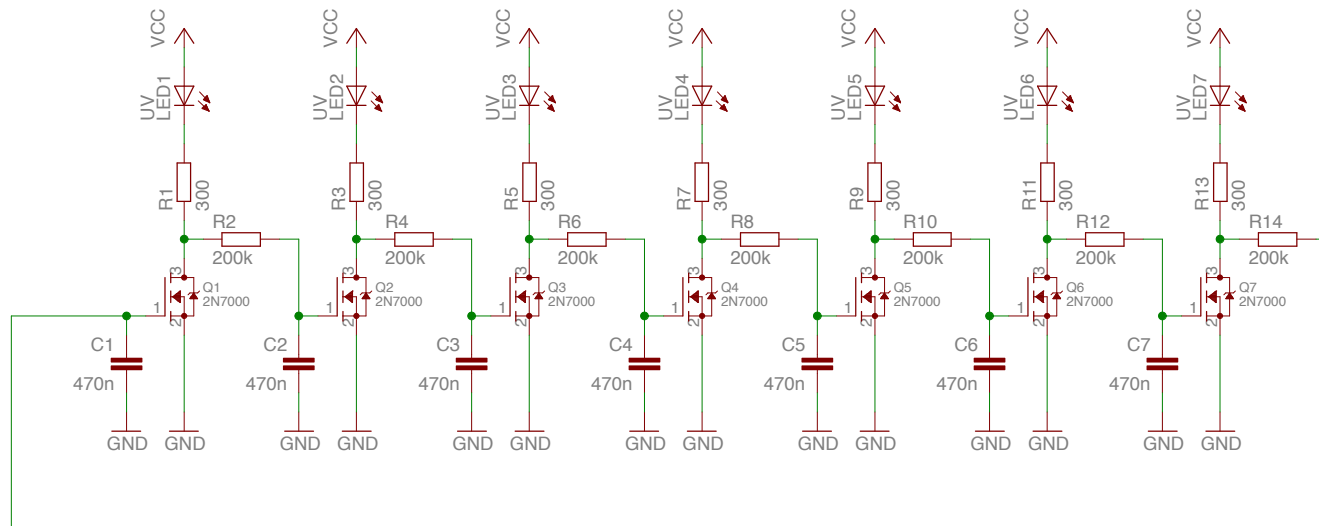 VCC VCC VCC VCC VCC VCC VCC
UV LED1 UV LED2 UV LED3 UV LED4 UV LED5 UV LED6 UV LED7
R1 300 R3 300 R5 300 R7 300 R9 300 R11 300 R13 300
R2 R4 R6 R8 R10 R12 R14
200k 200k 200k 200k 200k 200k 200k
3 3 3 3 3 3 3
Q1 Q2 Q3 Q4 Q5 Q6 Q7
2N7000 2N7000 2N7000 2N7000 2N7000 2N7000 2N7000
1 1 1 1 1 1 1
2 2 2 2 2 2 2
C1 C2 C3 C4 C5 C6 C7
470n 470n 470n 470n 470n 470n 470n
GND GND GND GND GND GND GND GND GND GND GND GND GND GND